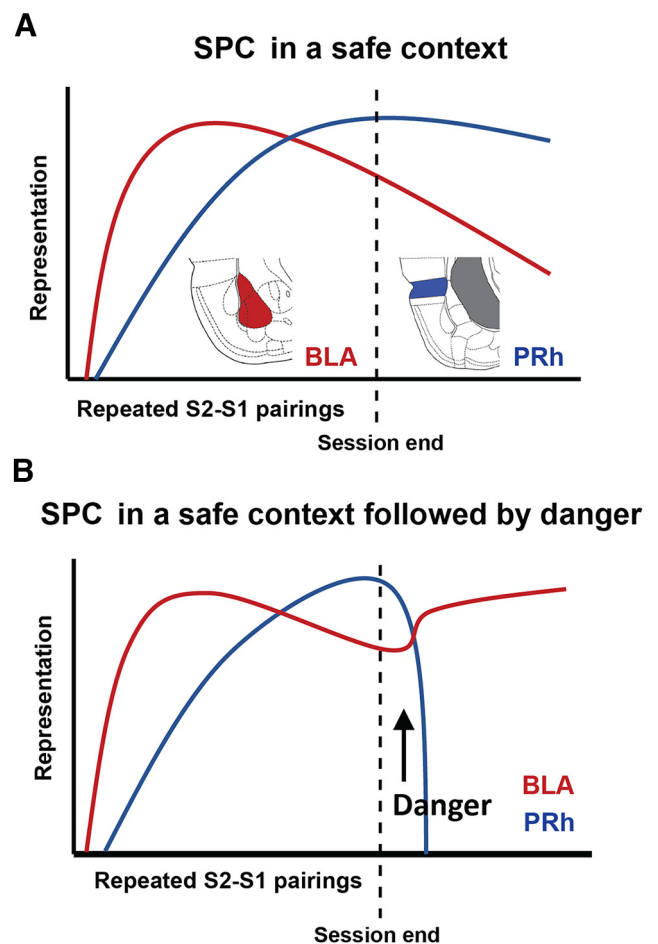 A
SPC in a safe context
Representation
BLA
PRh
Repeated S2-S1 pairings
Session end
B
SPC in a safe context followed by danger
Representation
Danger
BLA
PRh
Repeated S2-S1 pairings
Session end